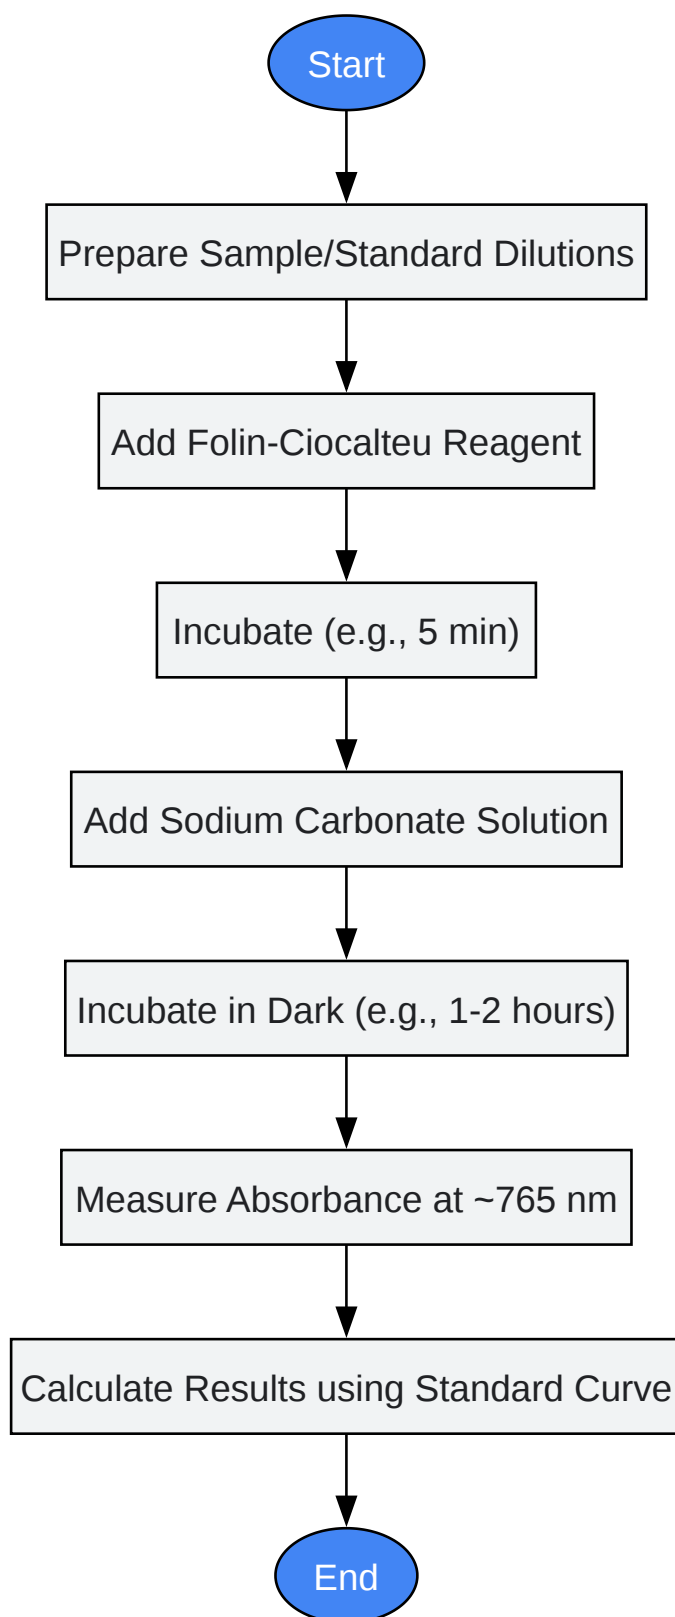 Start
Prepare Sample/Standard Dilutions
Add Folin-Ciocalteu Reagent
Incubate (e.g., 5 min)
Add Sodium Carbonate Solution
Incubate in Dark (e.g., 1-2 hours)
Measure Absorbance at ~765 nm
Calculate Results using Standard Curve
End